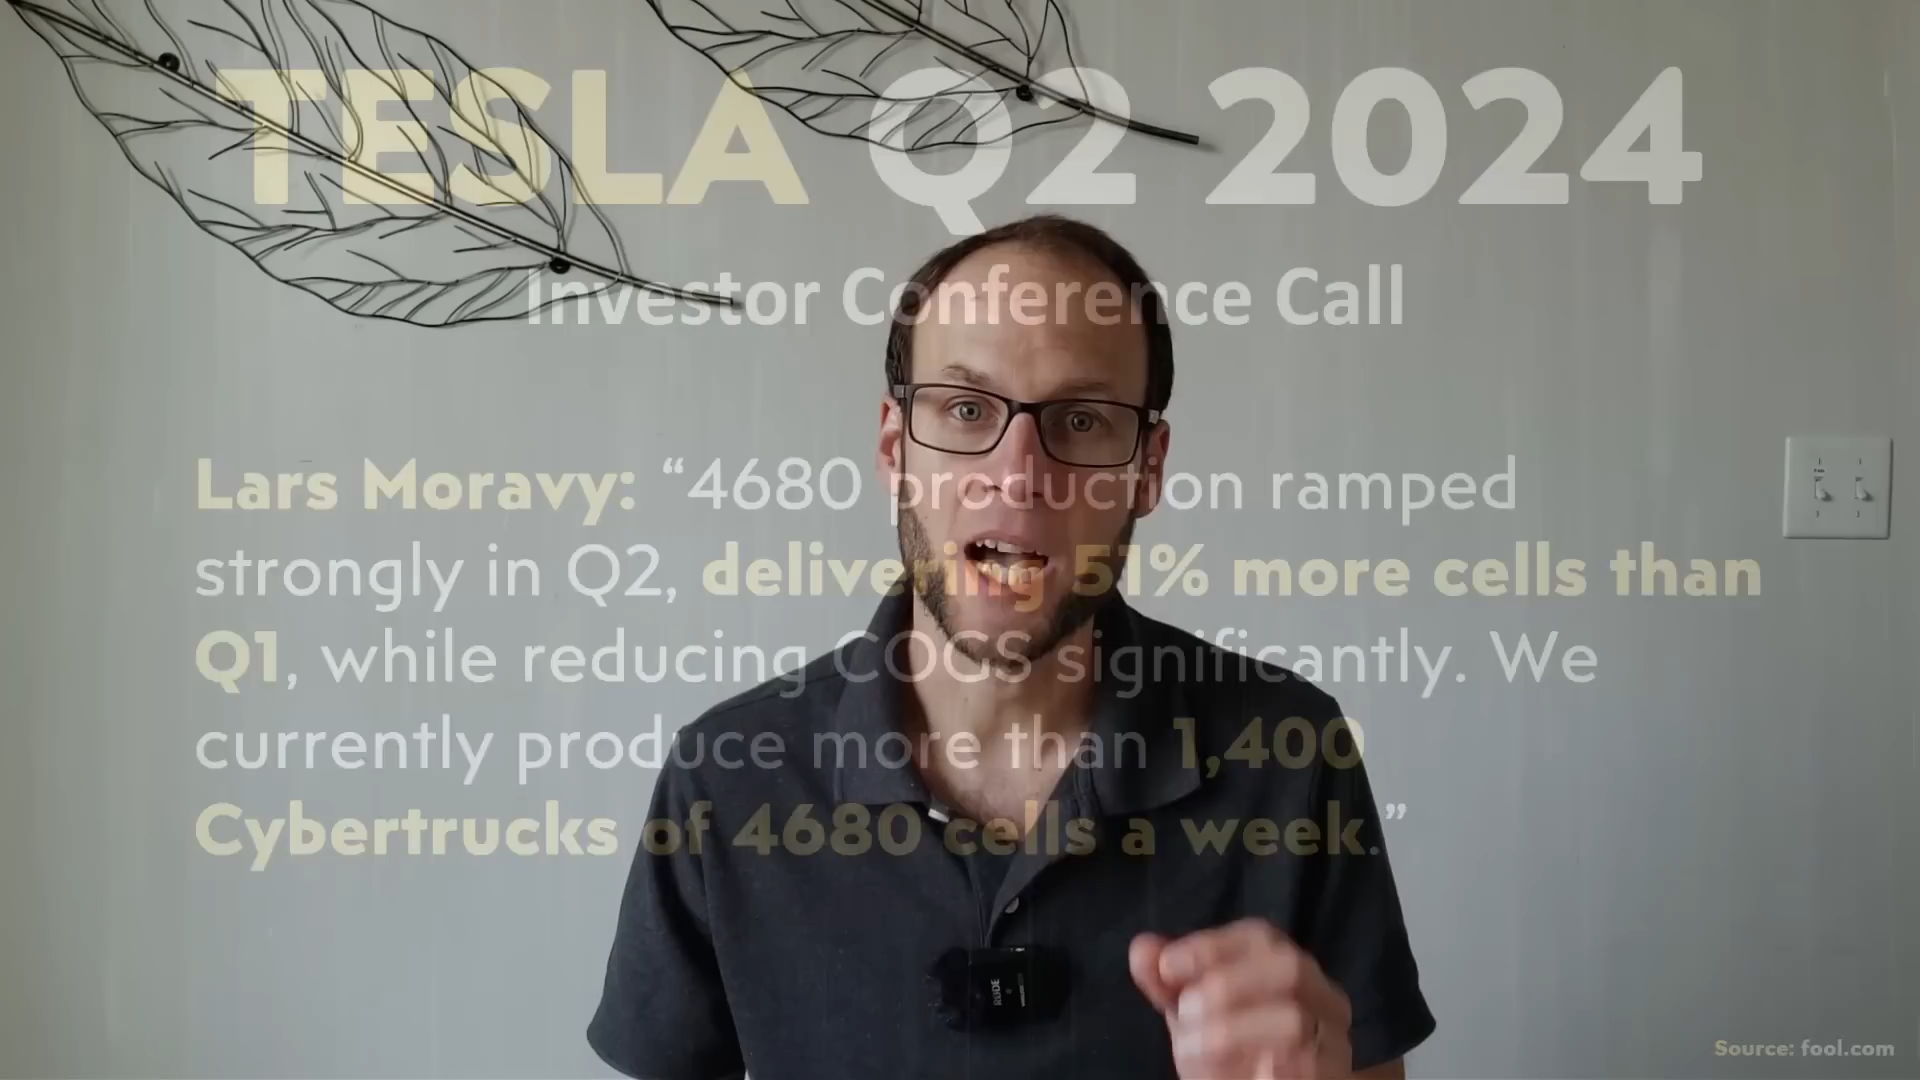 TESLA Q2 2024
Investor Conference Call
Lars Moravy: “4680 production ramped
strongly in Q2, delivering 51% more cells than
Q1, while reducing COGS significantly. We
currently produce more than 1,400
Cybertrucks of 4680 cells a week.”
RODE
Source: fool.com